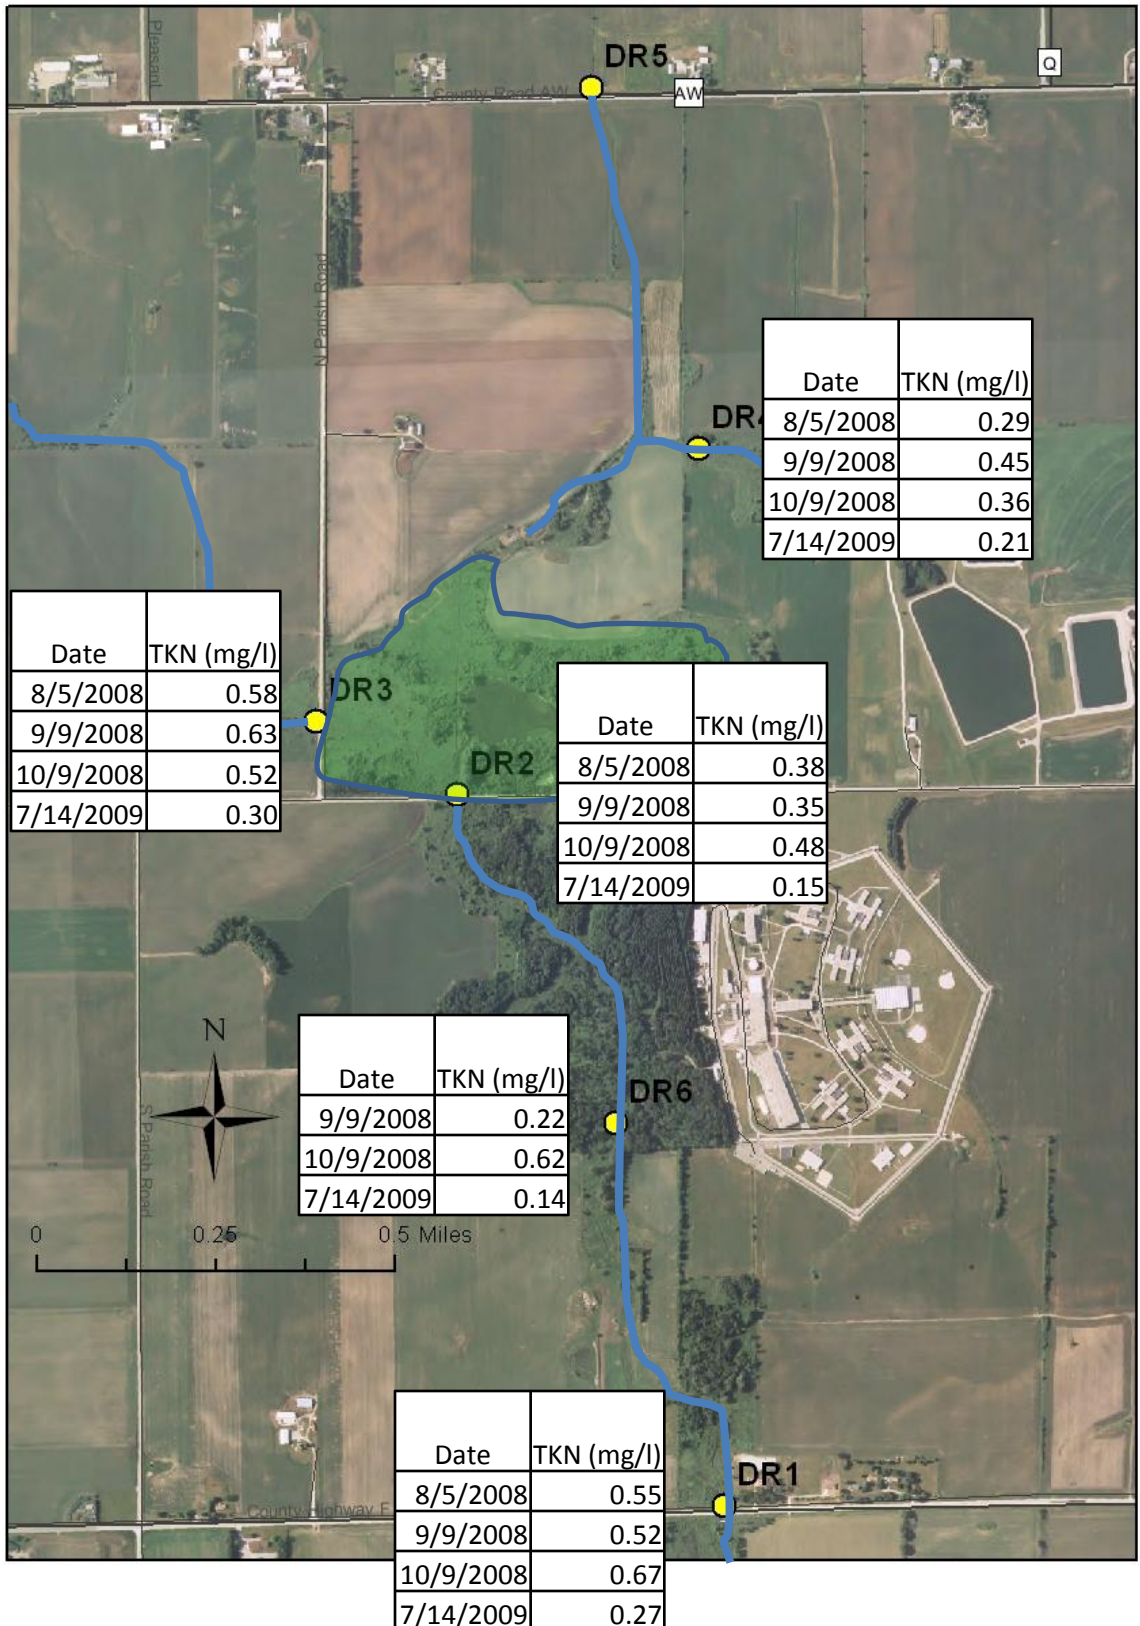 Pleasant
DR5
Q
County Road AW
AW
N Parish Road
Date TKN (mg/l)
8/5/2008 0.29
9/9/2008 0.45
10/9/2008 0.36
7/14/2009 0.21
DR4
Date TKN (mg/l)
8/5/2008 0.58
9/9/2008 0.63
10/9/2008 0.52
7/14/2009 0.30
DR3
Date TKN (mg/l)
8/5/2008 0.38
9/9/2008 0.35
10/9/2008 0.48
7/14/2009 0.15
DR2
N
Date TKN (mg/l)
9/9/2008 0.22
10/9/2008 0.62
7/14/2009 0.14
DR6
S Parish Road
0 0.25 0.5 Miles
Date TKN (mg/l)
8/5/2008 0.55
9/9/2008 0.52
10/9/2008 0.67
7/14/2009 0.27
DR1
County Highway F